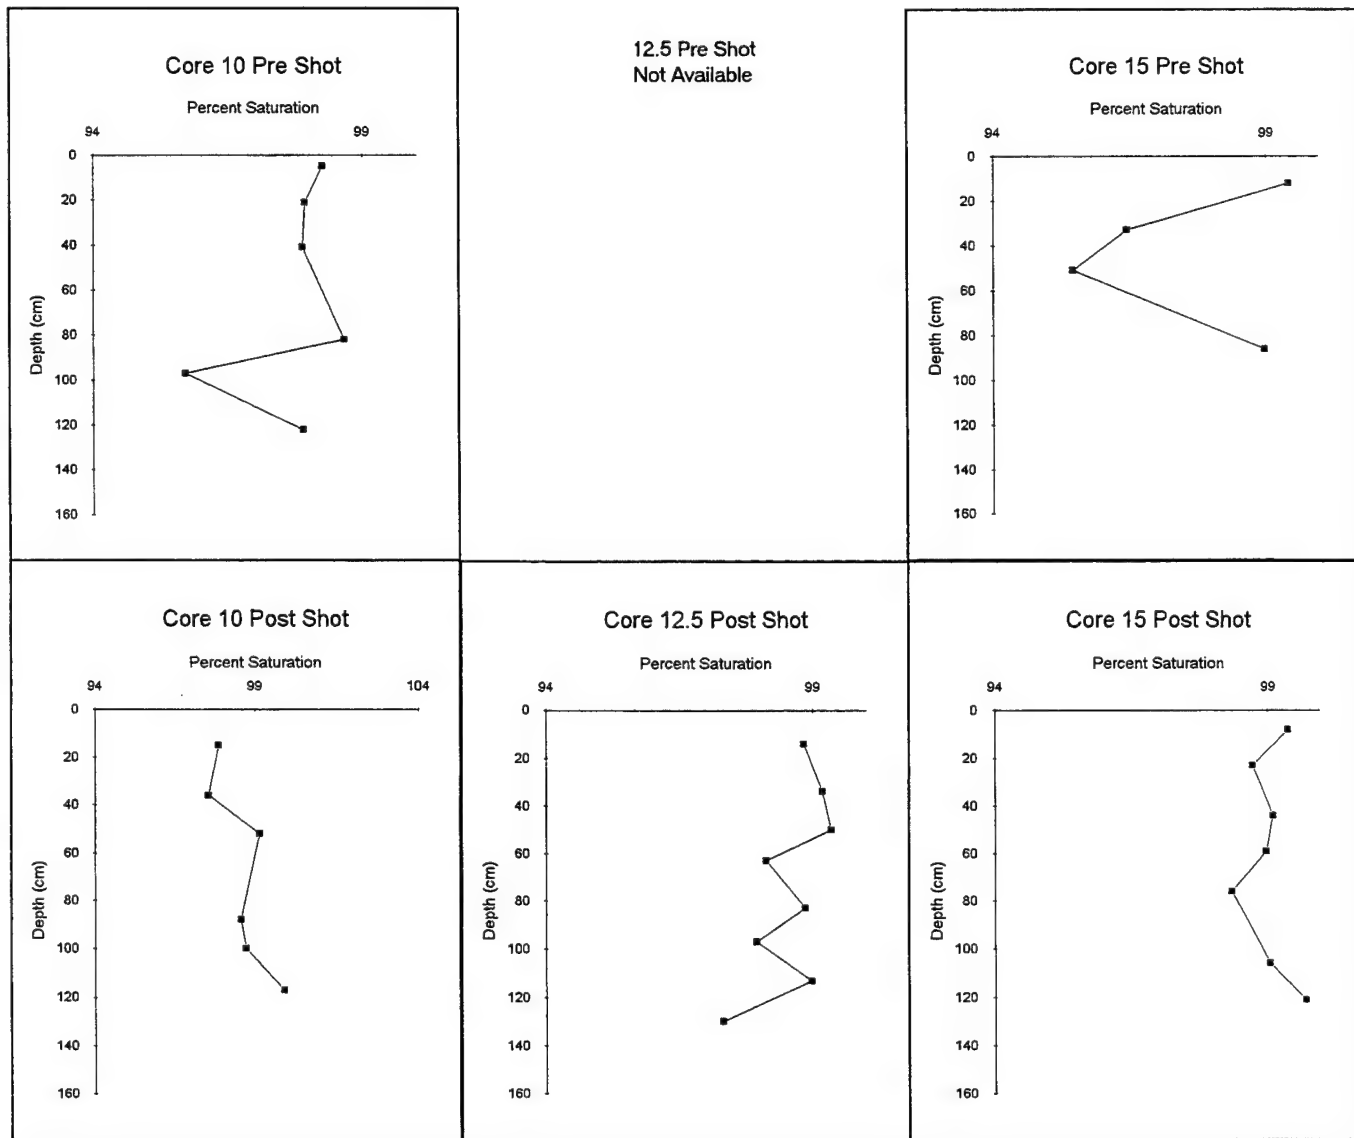 Core 10 Pre Shot
Percent Saturation
94 99
0
20
40
60
80
100
120
140
160
Depth (cm)
12.5 Pre Shot
Not Available
Core 15 Pre Shot
Percent Saturation
94 99
0
20
40
60
80
100
120
140
160
Depth (cm)
Core 10 Post Shot
Percent Saturation
94 99 104
0
20
40
60
80
100
120
140
160
Depth (cm)
Core 12.5 Post Shot
Percent Saturation
94 99
0
20
40
60
80
100
120
140
160
Depth (cm)
Core 15 Post Shot
Percent Saturation
94 99
0
20
40
60
80
100
120
140
160
Depth (cm)